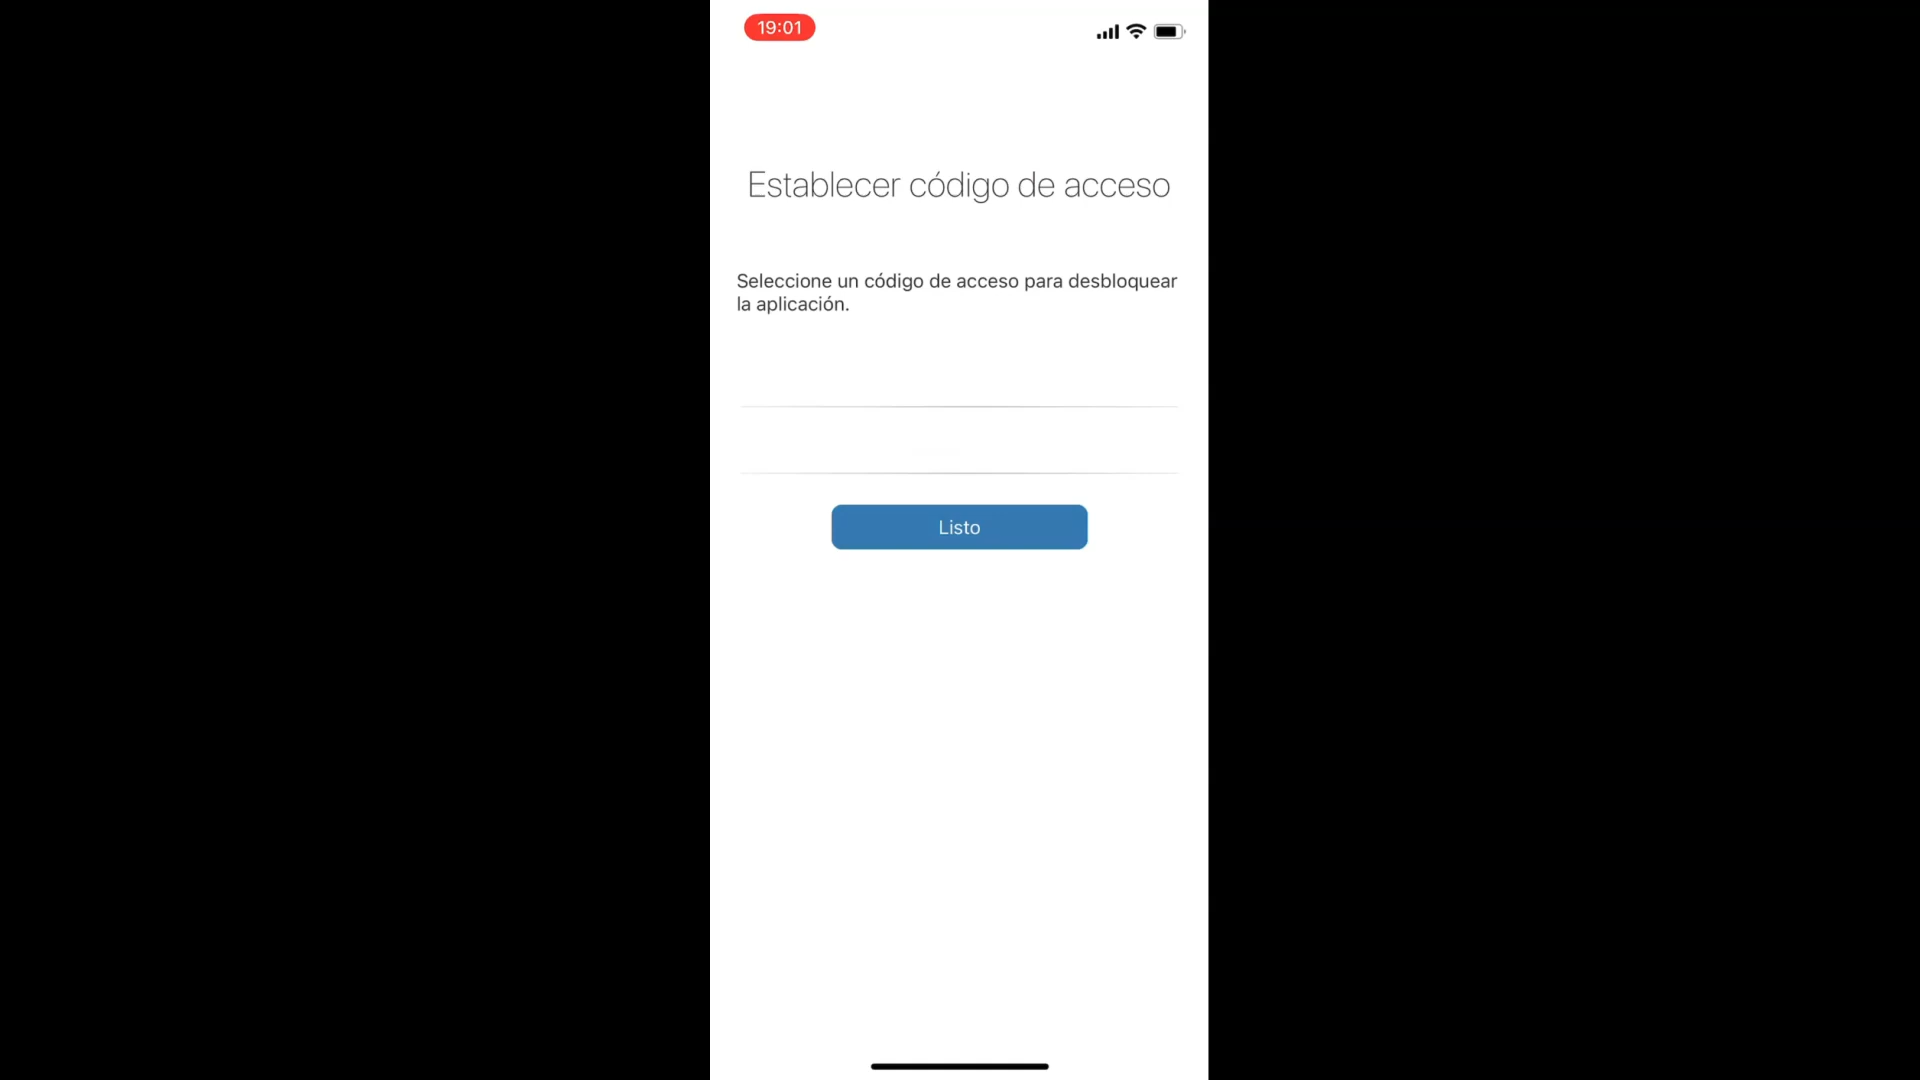 19:01
Establecer código de acceso
Seleccione un código de acceso para desbloquear
la aplicación.
Listo